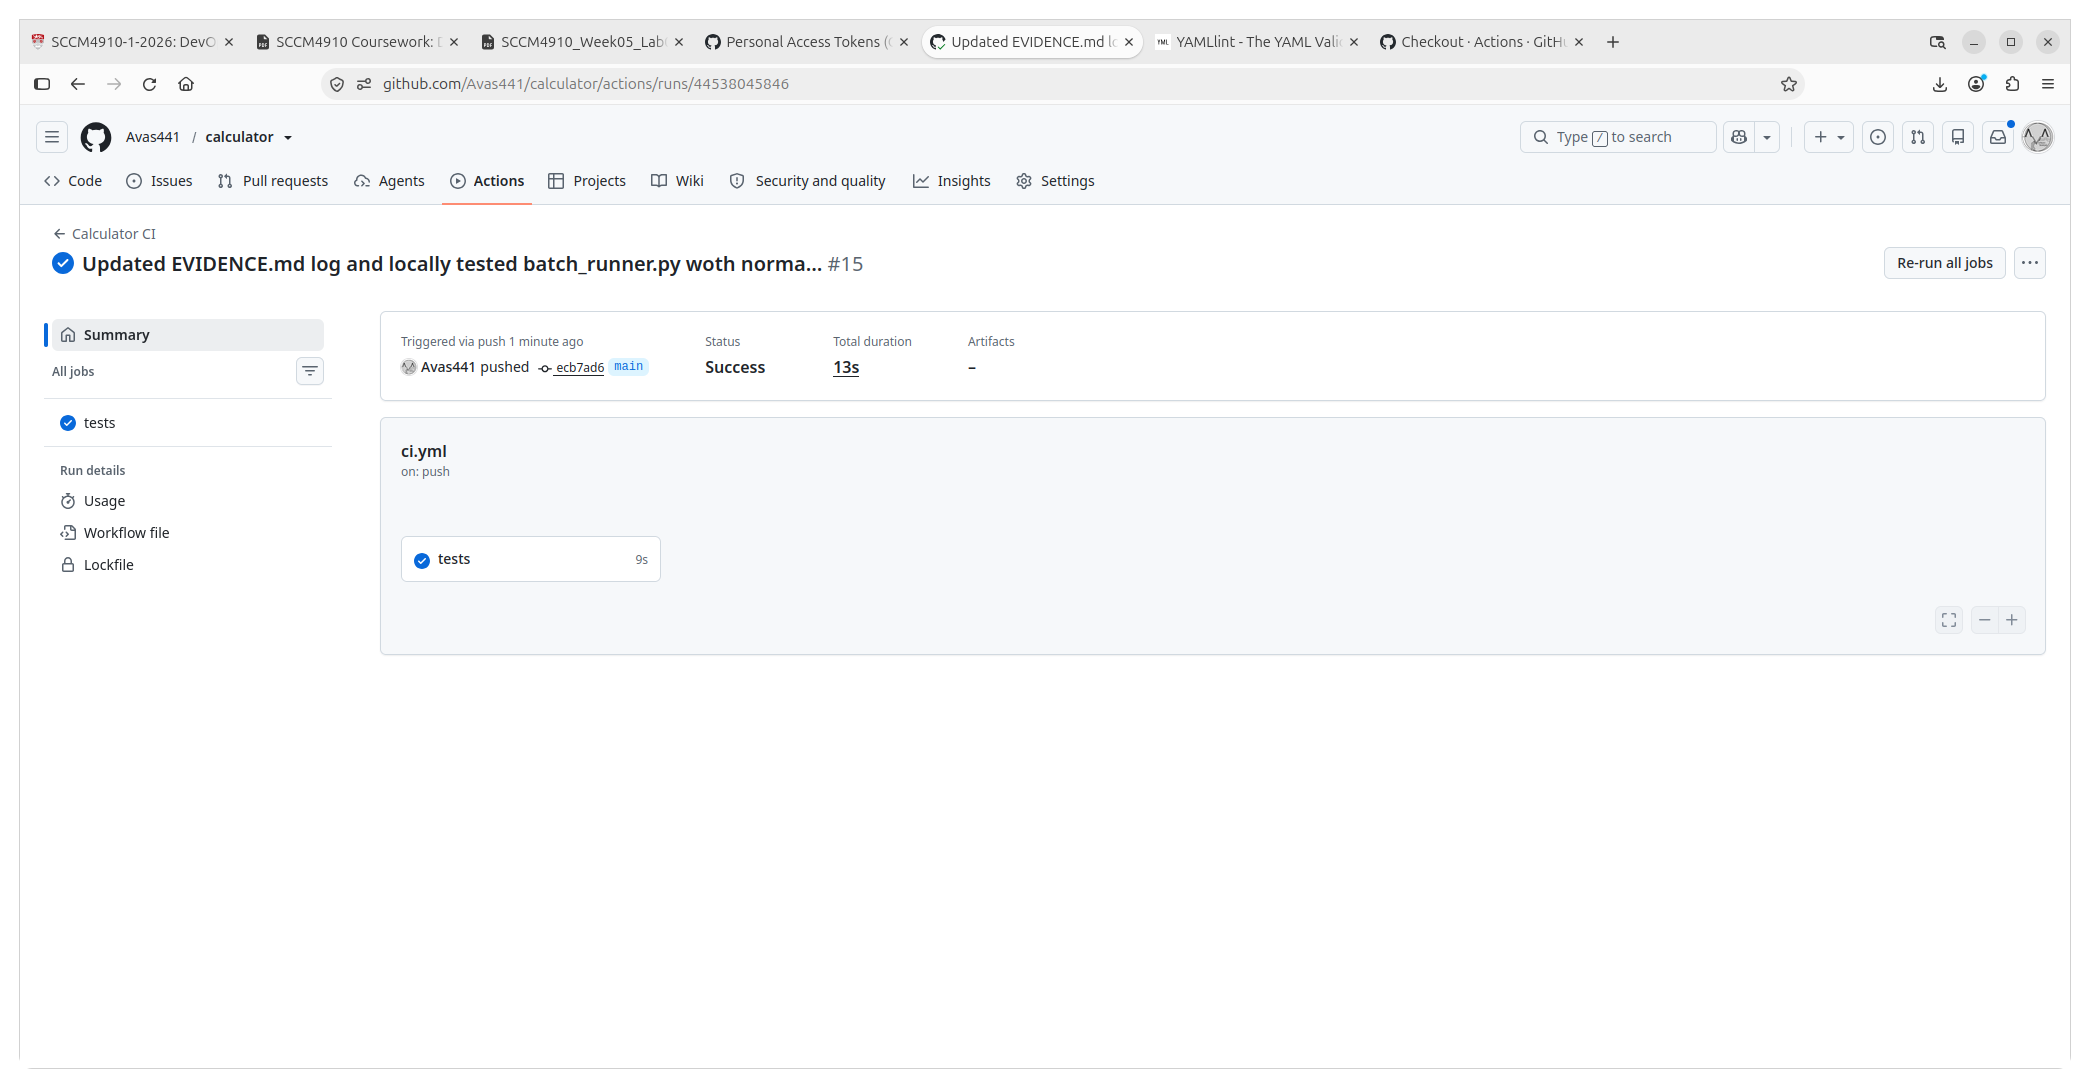 SCCM4910-1-2026: DevO
SCCM4910 Coursework: D
SCCM4910_Week05_Lab
Personal Access Tokens (
Updated EVIDENCE.md lo
YAMLlint - The YAML Vali
Checkout · Actions · GitHu
github.com/Avas441/calculator/actions/runs/44538045846
Avas441 / calculator
Type / to search
Code
Issues
Pull requests
Agents
Actions
Projects
Wiki
Security and quality
Insights
Settings
Calculator CI
Updated EVIDENCE.md log and locally tested batch_runner.py woth norma... #15
Re-run all jobs
Summary
All jobs
tests
Run details
Usage
Workflow file
Lockfile
Triggered via push 1 minute ago
Avas441 pushed ecb7ad6 main
Status
Success
Total duration
13s
Artifacts
–
ci.yml
on: push
tests 9s